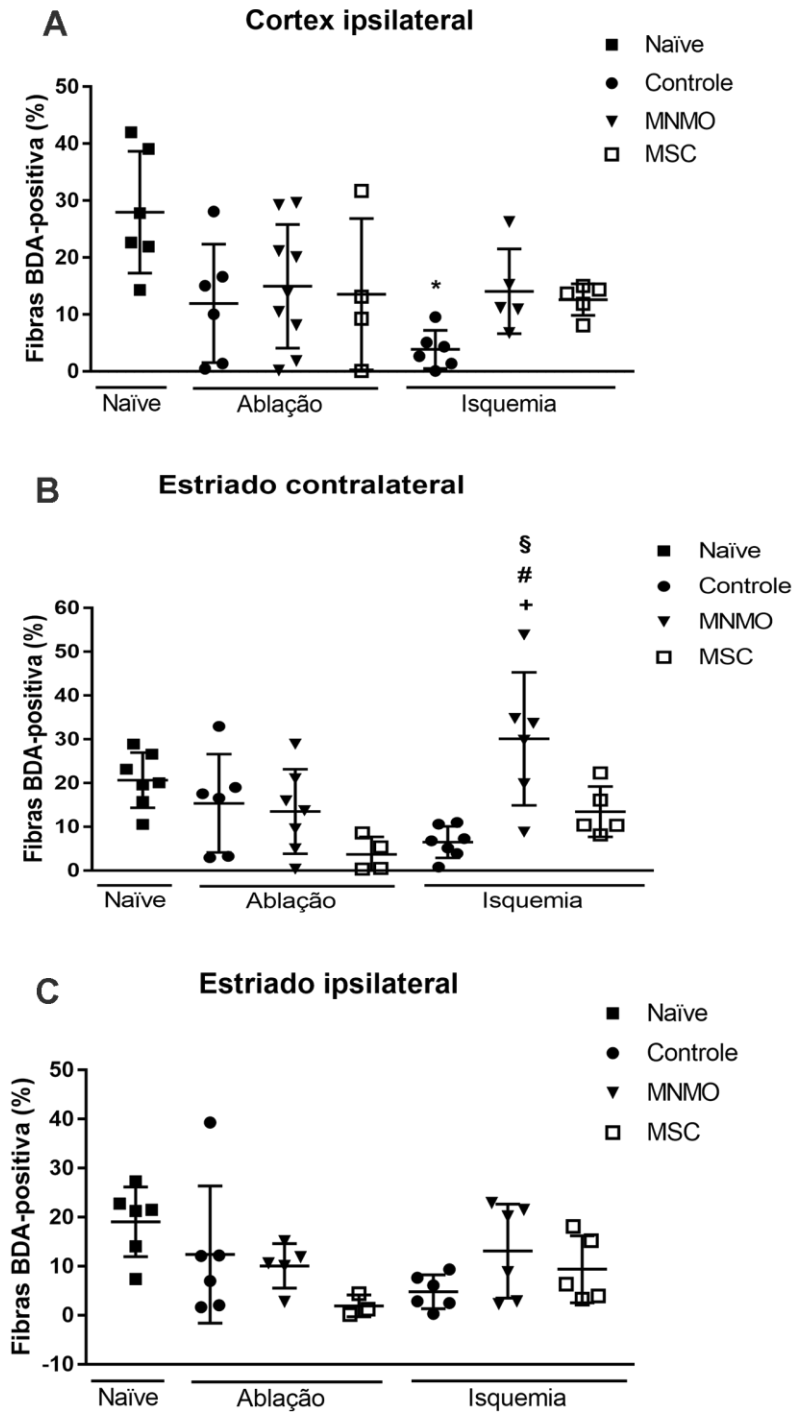 A
Cortex ipsilateral
Naïve
Controle
MNMO
MSC
Fibras BDA-positiva (%)
50
40
30
20
10
0
*
Naïve
Ablação
Isquemia
B
Estriado contralateral
Naïve
Controle
MNMO
MSC
§
#
+
Fibras BDA-positiva (%)
60
50
40
30
20
10
0
Naïve
Ablação
Isquemia
C
Estriado ipsilateral
Naïve
Controle
MNMO
MSC
Fibras BDA-positiva (%)
50
40
30
20
10
0
-10
Naïve
Ablação
Isquemia